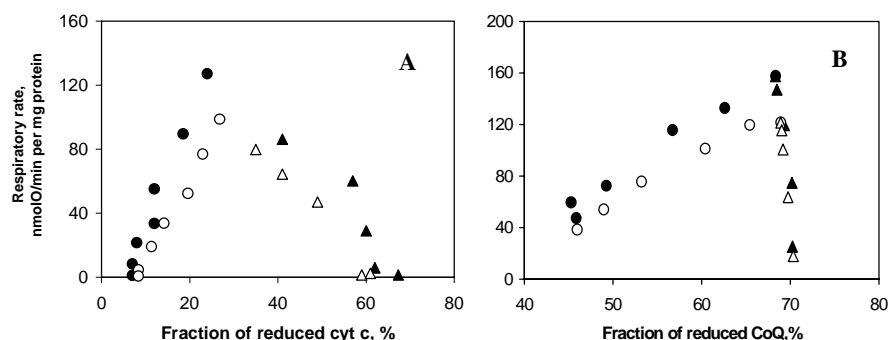 A
B
Respiratory rate,
nmolO/min per mg protein
160
120
80
40
0
0 20 40 60 80
Fraction of reduced cyt c, %
200
160
120
80
40
0
40 50 60 70 80
Fraction of reduced CoQ,%